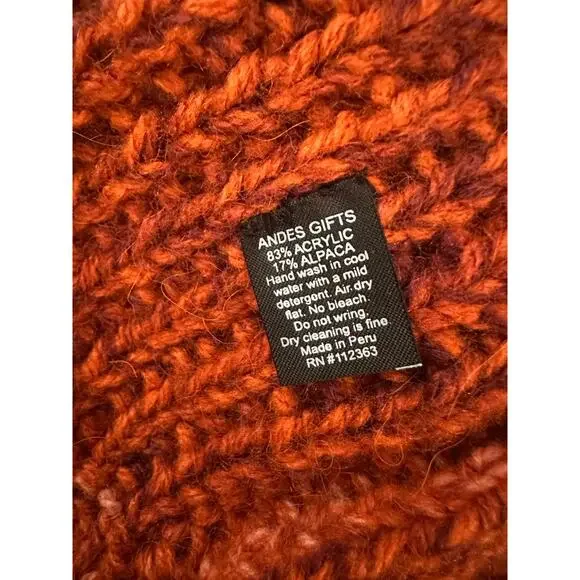 ANDES GIFTS
83% ACRYLIC
17% ALPACA
Hand wash in cool
water with a mild
detergent. Air dry
flat. No bleach.
Do not wring.
Dry cleaning is fine.
Made in Peru
RN #112363